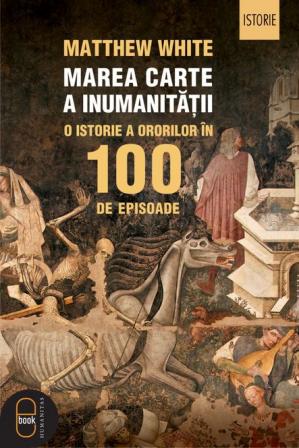 ISTORIE
MATTHEW WHITE
MAREA CARTE
A INUMANITĂȚII
O ISTORIE A ORORILOR ÎN
100
DE EPISOADE
e
book
HUMANITAS